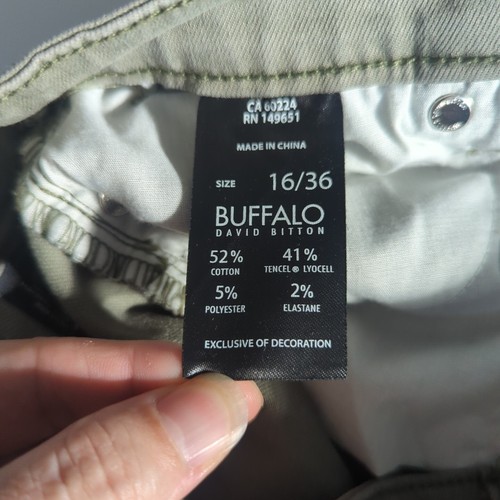 CA 60224
RN 149651
MADE IN CHINA
SIZE 16/36
BUFFALO
DAVID BITTON
52% 41%
COTTON TENCEL® LYOCELL
5% 2%
POLYESTER ELASTANE
EXCLUSIVE OF DECORATION